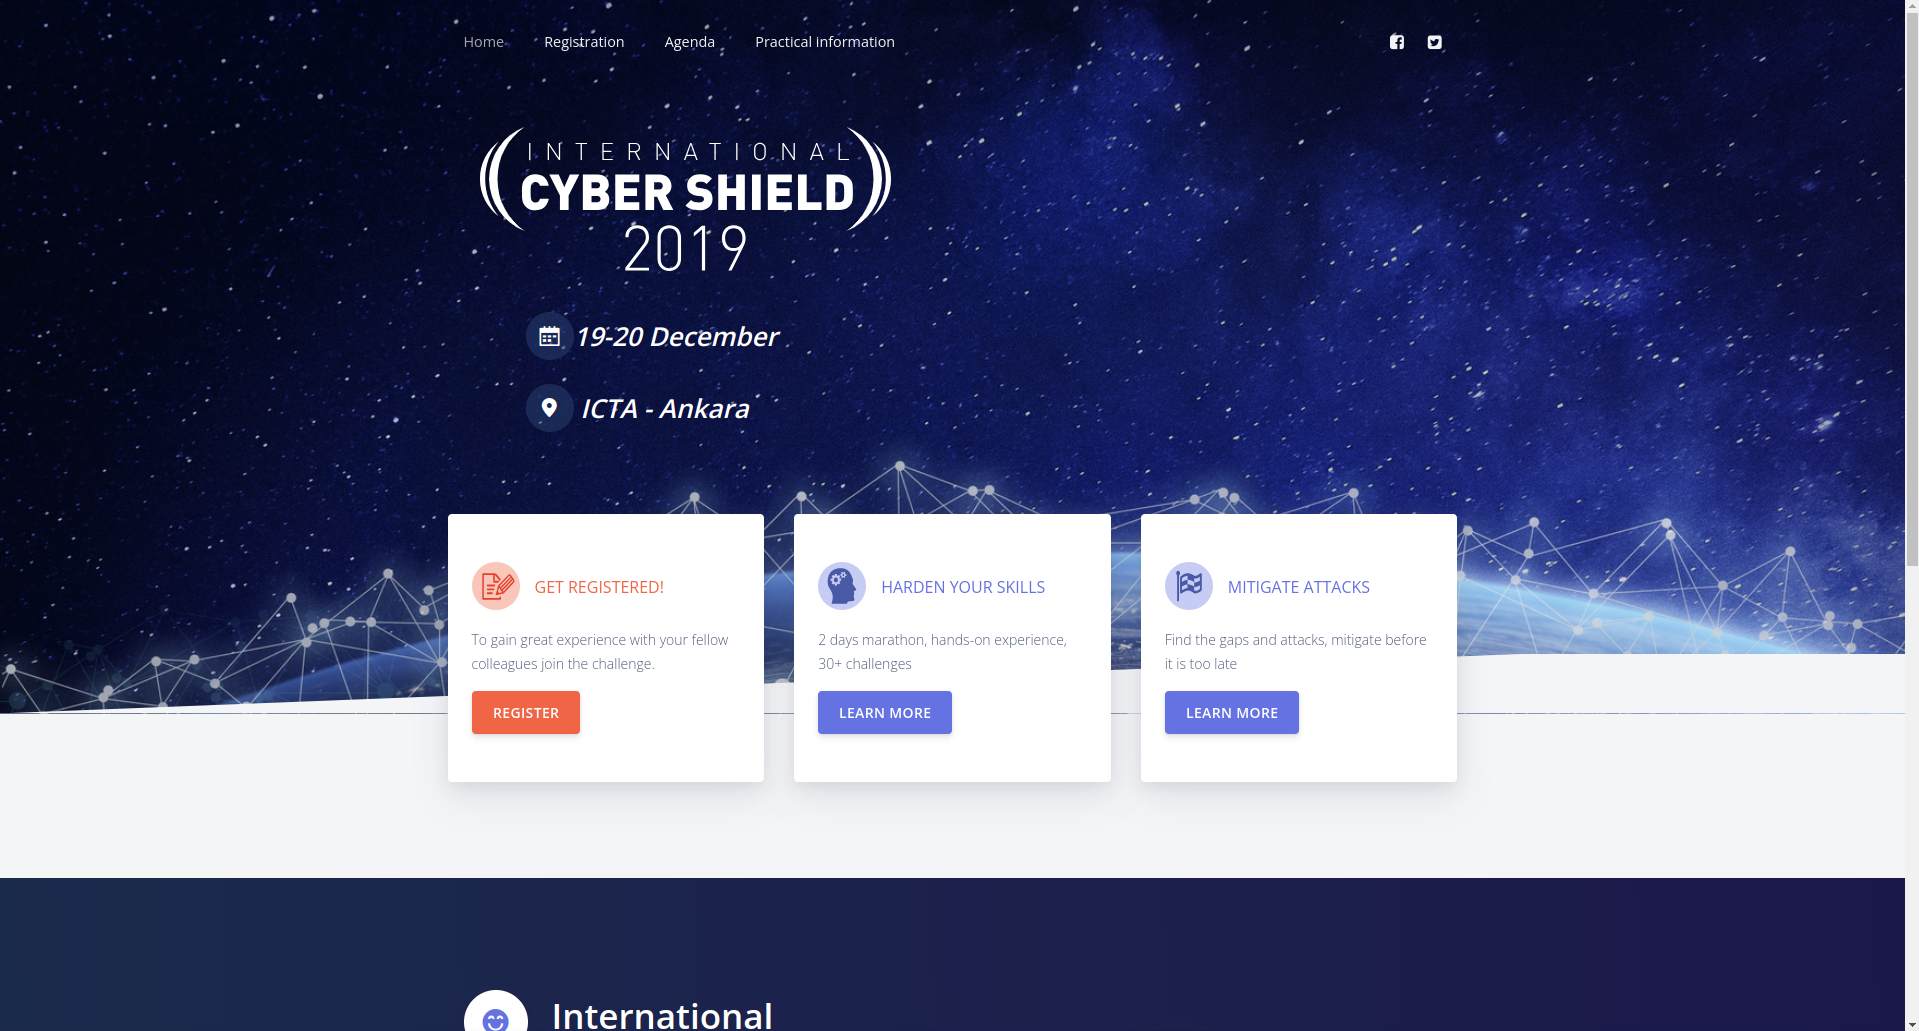 Home Registration Agenda Practical information
INTERNATIONAL
CYBER SHIELD
2019
19-20 December
ICTA - Ankara
GET REGISTERED!
To gain great experience with your fellow
colleagues join the challenge.
REGISTER
HARDEN YOUR SKILLS
2 days marathon, hands-on experience,
30+ challenges
LEARN MORE
MITIGATE ATTACKS
Find the gaps and attacks, mitigate before
it is too late
LEARN MORE
International